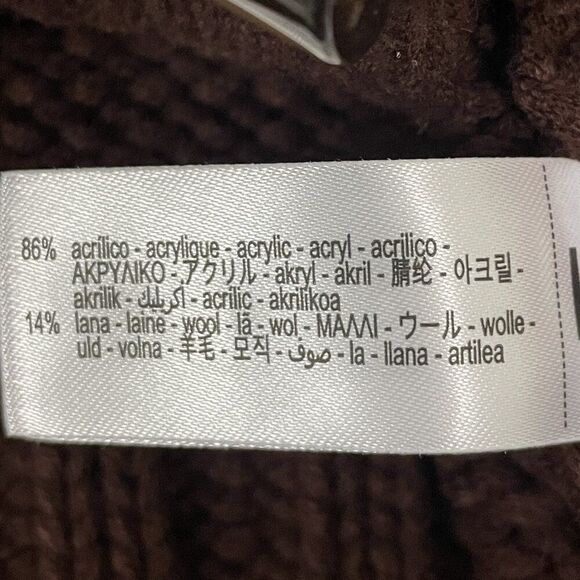 86% acrílico - acrylique - acrylic - acryl - acrilico -
ΑΚΡΥΛΙΚΟ - アクリル - akryl - akril - 腈纶 - 아크릴 -
akrilik - اكريليك - acrilic - akrilikoa
14% lana - laine - wool - lã - wol - ΜΑΛΛΙ - ウール - wolle -
uld - volna - 羊毛 - 모직 - صوف - la - llana - artilea